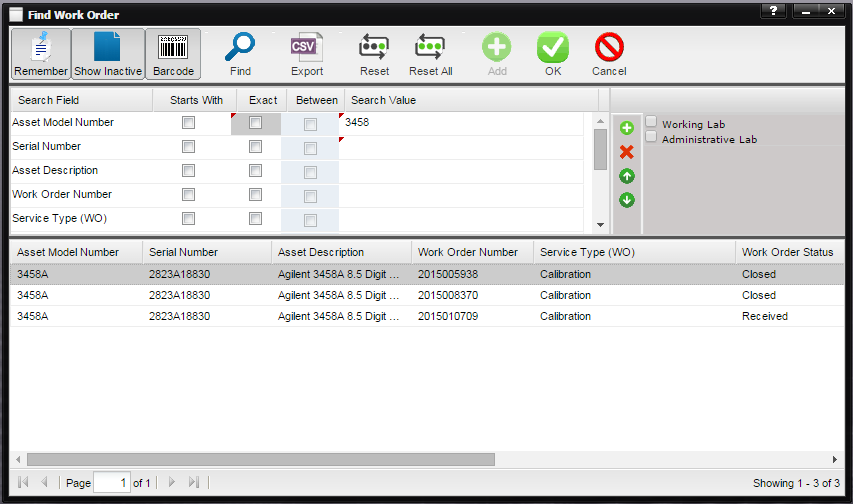 Find Work Order
?
Remember Show Inactive Barcode Find CSV Export Reset Reset All Add OK Cancel
Search Field Starts With Exact Between Search Value
Asset Model Number 3458
Serial Number
Asset Description
Work Order Number
Service Type (WO)
Working Lab
Administrative Lab
Asset Model Number Serial Number Asset Description Work Order Number Service Type (WO) Work Order Status
3458A 2823A18830 Agilent 3458A 8.5 Digit ... 2015005938 Calibration Closed
3458A 2823A18830 Agilent 3458A 8.5 Digit ... 2015008370 Calibration Closed
3458A 2823A18830 Agilent 3458A 8.5 Digit ... 2015010709 Calibration Received
Page 1 of 1 Showing 1 - 3 of 3